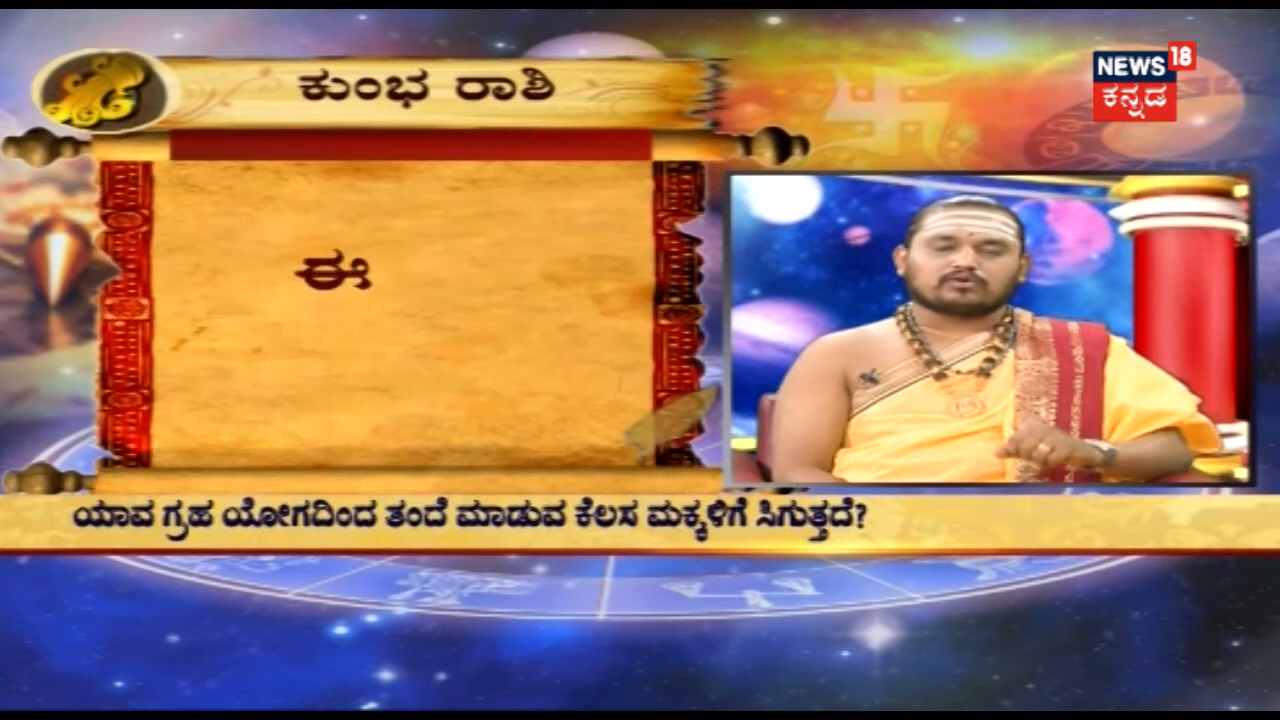 ಕುಂಭ ರಾಶಿ
NEWS 18
ಕನ್ನಡ
ಈ
ಯಾವ ಗ್ರಹ ಯೋಗದಿಂದ ತಂದೆ ಮಾಡುವ ಕೆಲಸ ಮಕ್ಕಳಿಗೆ ಸಿಗುತ್ತದೆ?